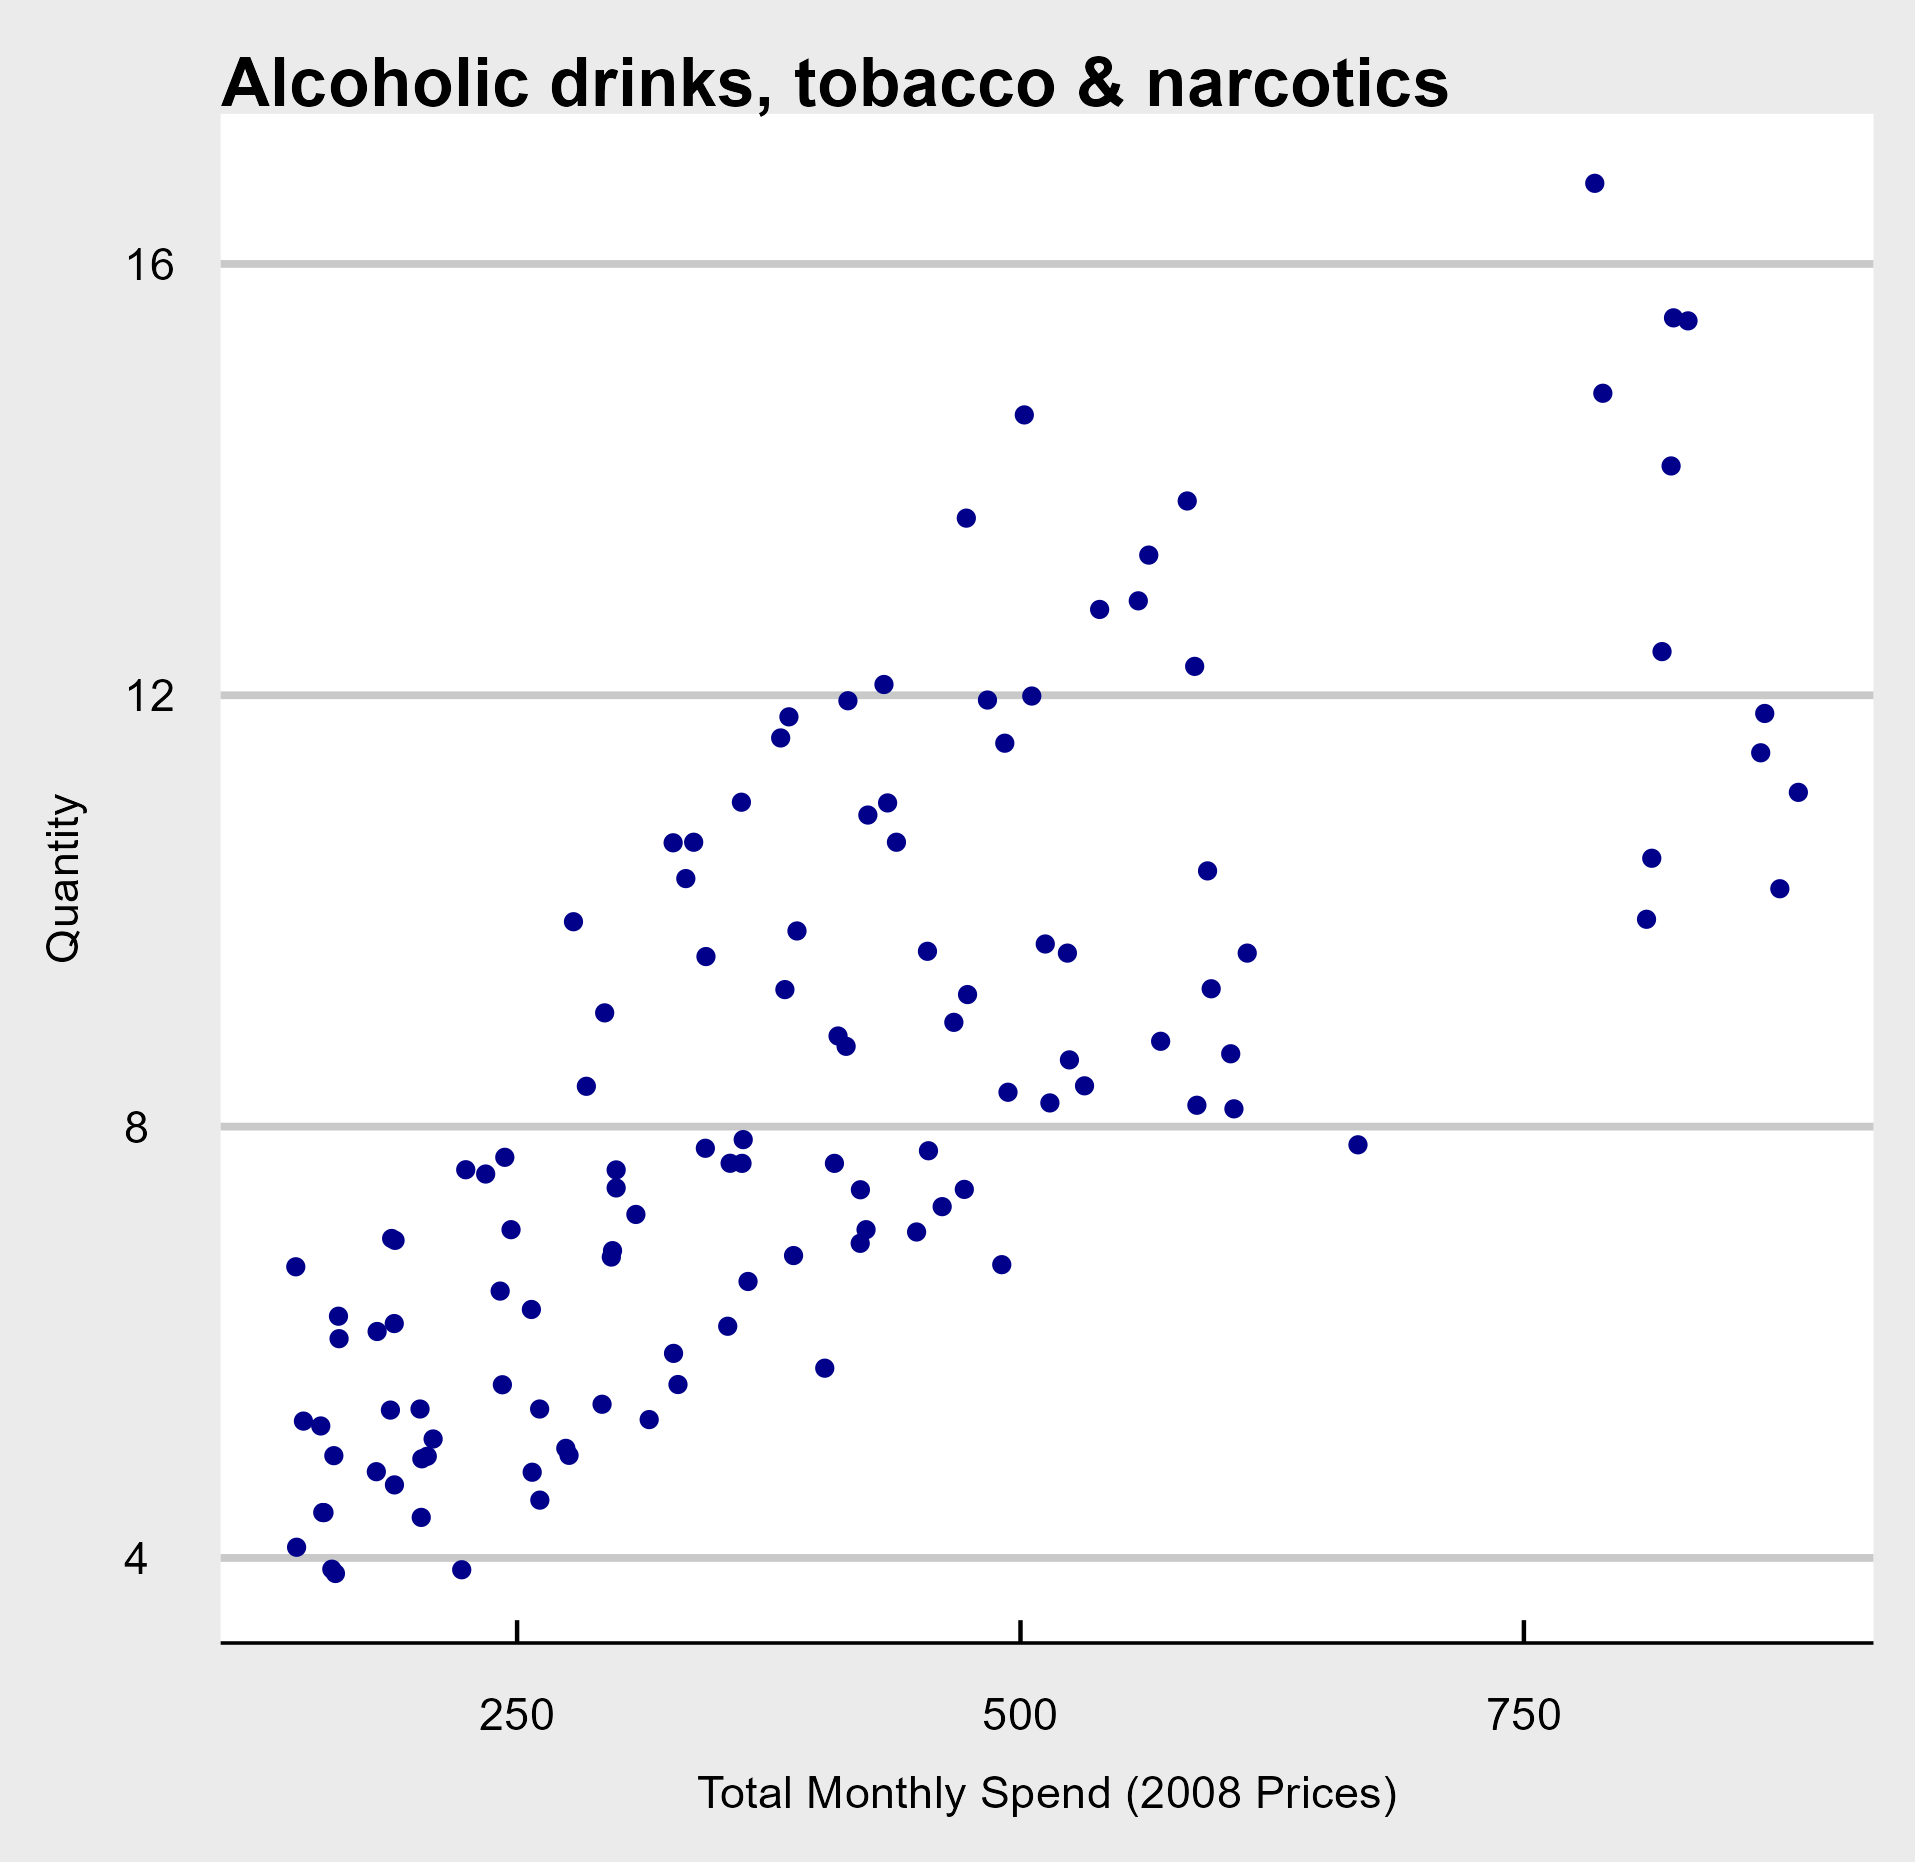 Alcoholic drinks, tobacco & narcotics
16
12
8
4
Quantity
250 500 750
Total Monthly Spend (2008 Prices)